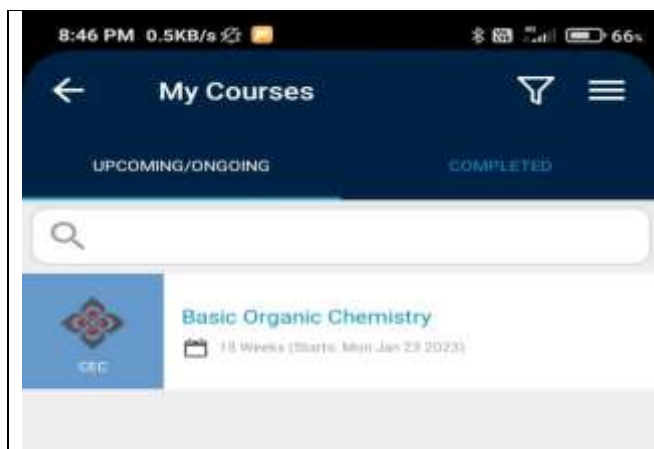 8:46 PM 0.5KB/s 66%
My Courses
UPCOMING/ONGOING COMPLETED
Basic Organic Chemistry
Weeks (Starts: Mon Jan 23 2023)
CEC